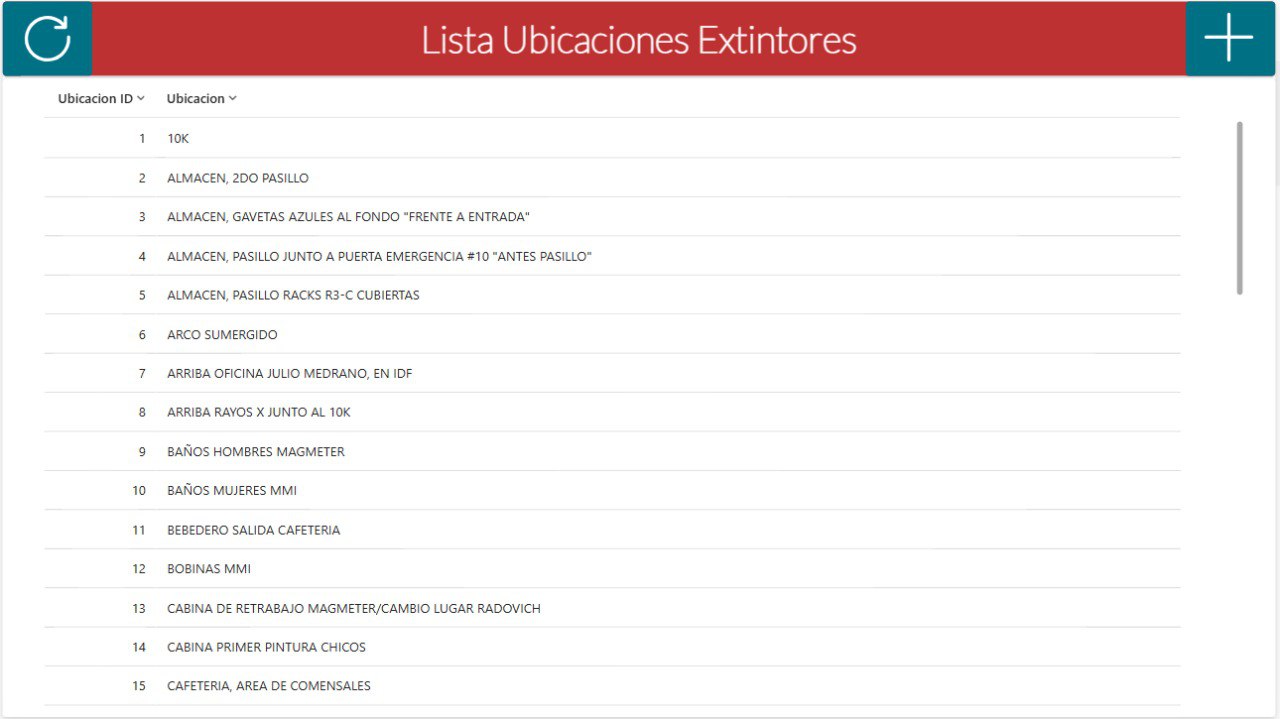 Lista Ubicaciones Extintores
Ubicacion ID Ubicacion
1 10K
2 ALMACEN, 2DO PASILLO
3 ALMACEN, GAVETAS AZULES AL FONDO "FRENTE A ENTRADA"
4 ALMACEN, PASILLO JUNTO A PUERTA EMERGENCIA #10 "ANTES PASILLO"
5 ALMACEN, PASILLO RACKS R3-C CUBIERTAS
6 ARCO SUMERGIDO
7 ARRIBA OFICINA JULIO MEDRANO, EN IDF
8 ARRIBA RAYOS X JUNTO AL 10K
9 BAÑOS HOMBRES MAGMETER
10 BAÑOS MUJERES MMI
11 BEBEDERO SALIDA CAFETERIA
12 BOBINAS MMI
13 CABINA DE RETRABAJO MAGMETER/CAMBIO LUGAR RADOVICH
14 CABINA PRIMER PINTURA CHICOS
15 CAFETERIA, AREA DE COMENSALES